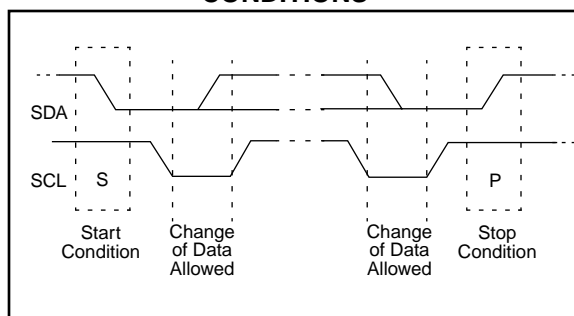 CONDITIONS
SDA
SCL
S
P
Start
Condition
Change
of Data
Allowed
Change
of Data
Allowed
Stop
Condition